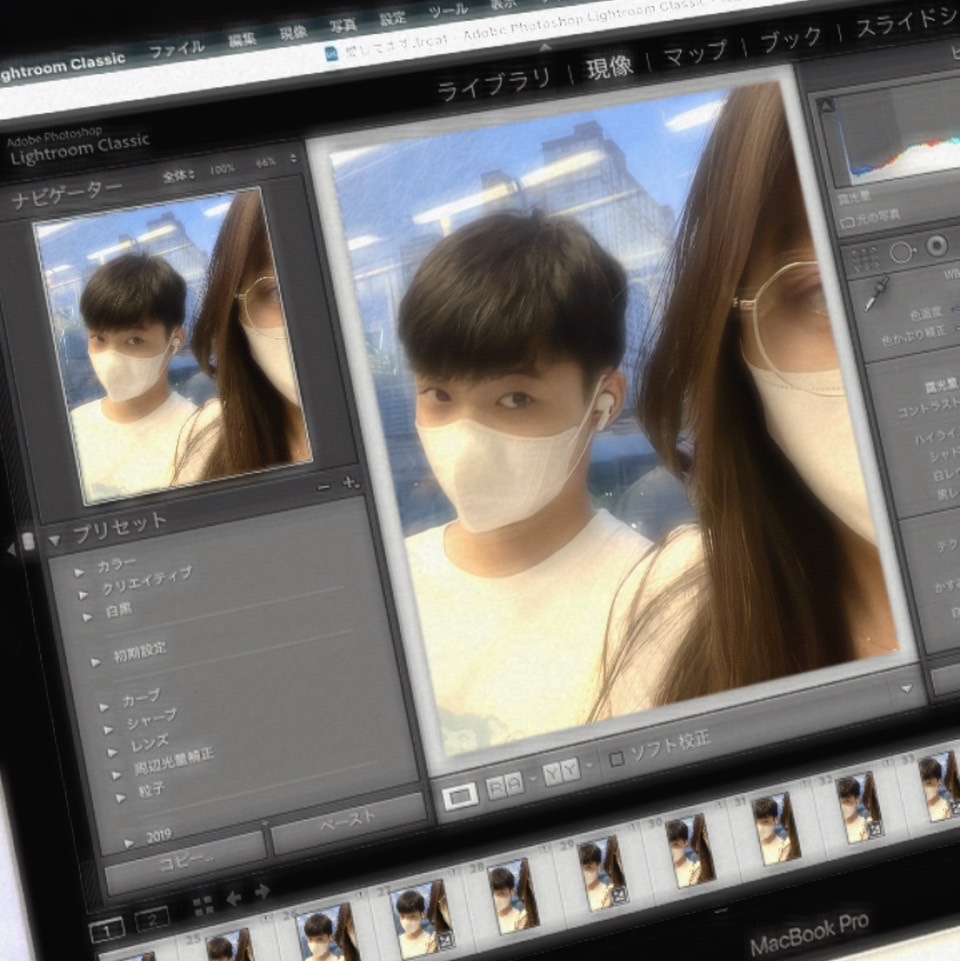 ghtroom Classic ファイル 編集 現像 写真 設定 ツール 表示
Adobe Photoshop Lightroom Classic
ライブラリ | 現像 | マップ | ブック | スライドシ
Adobe Photoshop
Lightroom Classic
ナビゲーター 全体 100% 66%
露光量
元の写真
WB
色温度
色かぶり補正
露光量
コントラスト
ハイライ
シャド
白レ
黒レ
テク
かす
プリセット
カラー
クリエイティブ
白黒
初期設定
カーブ
シャープ
レンズ
周辺光量補正
粒子
2019
コピー...
ペースト
ソフト校正
1 2
25 26 27 28 29 30 31 32 33
MacBook Pro